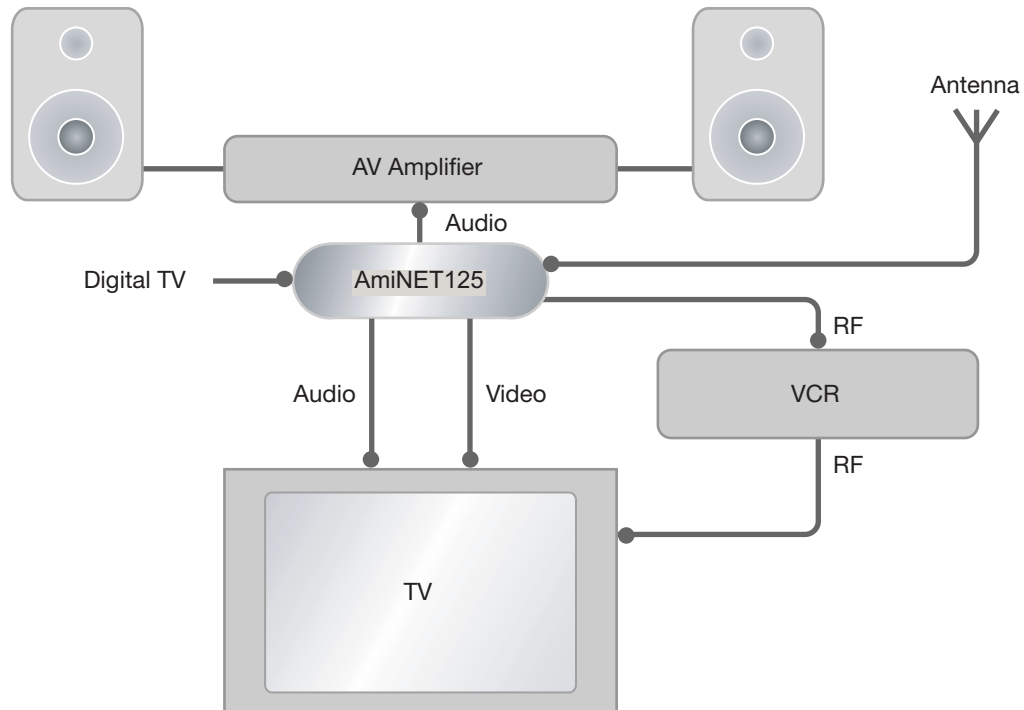 Antenna
AV Amplifier
Audio
Digital TV
AmiNET125
RF
Audio
Video
VCR
RF
TV